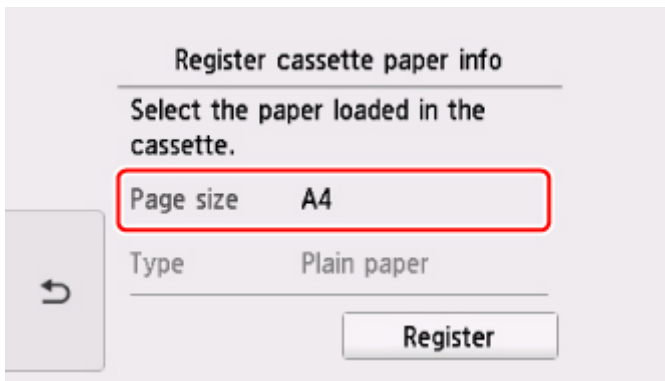 Register cassette paper info
Select the paper loaded in the
cassette.
Page size A4
Type Plain paper
Register